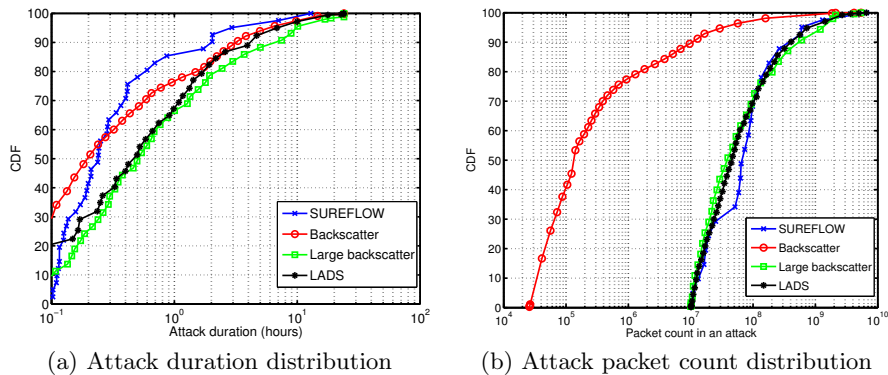 CDF
100
90
80
70
60
50
40
30
20
10
0
10^-1
10^0
10^1
10^2
Attack duration (hours)
SUREFLOW
Backscatter
Large backscatter
LADS
(a) Attack duration distribution
CDF
100
90
80
70
60
50
40
30
20
10
0
10^4
10^5
10^6
10^7
10^8
10^9
10^10
Packet count in an attack
SUREFLOW
Backscatter
Large backscatter
LADS
(b) Attack packet count distribution